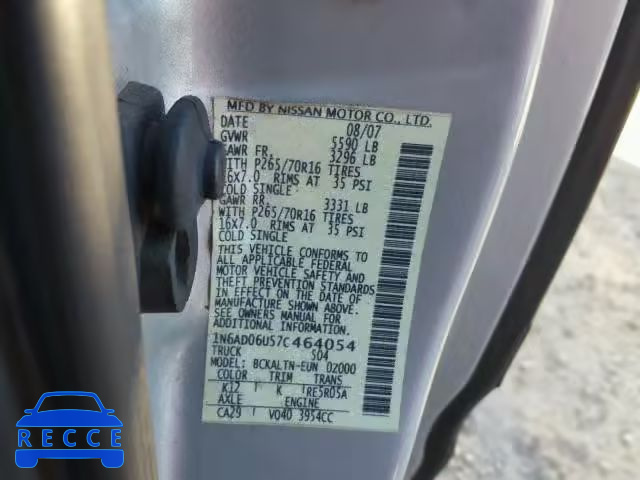 MFD BY NISSAN MOTOR CO., LTD.
DATE 08/07
GVWR 5590 LB
GAWR FR. 3296 LB
WITH P265/70R16 TIRES
16X7.0 RIMS AT 35 PSI
COLD SINGLE
GAWR RR. 3331 LB
WITH P265/70R16 TIRES
16X7.0 RIMS AT 35 PSI
COLD SINGLE
THIS VEHICLE CONFORMS TO
ALL APPLICABLE FEDERAL
MOTOR VEHICLE SAFETY AND
THEFT PREVENTION STANDARDS
IN EFFECT ON THE DATE OF
MANUFACTURE SHOWN ABOVE.
SEE OWNERS MANUAL FOR
ADDITIONAL INFORMATION
1N6AD06U57C464054
TRUCK S04
MODEL: BCKALTN-EUN 02000
COLOR TRIM TRANS
K12 K RE5R05A
AXLE ENGINE
CA29 VQ40 3954CC
RECCE